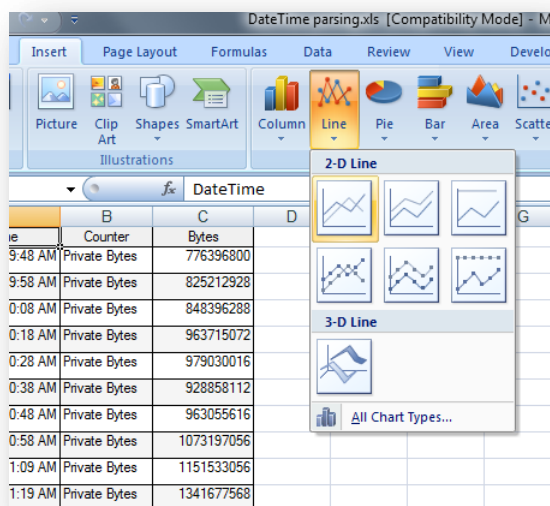 DateTime parsing.xls [Compatibility Mode] - M
Insert Page Layout Formulas Data Review View Develo
Picture Clip Art Shapes SmartArt Column Line Pie Bar Area Scatte
Illustrations
2-D Line
fx DateTime
B C D G
ne Counter Bytes
9:48 AM Private Bytes 776396800
9:58 AM Private Bytes 825212928
0:08 AM Private Bytes 848396288
0:18 AM Private Bytes 963715072
3-D Line
0:28 AM Private Bytes 979030016
0:38 AM Private Bytes 928858112
0:48 AM Private Bytes 963055616
All Chart Types...
0:58 AM Private Bytes 1073197056
1:09 AM Private Bytes 1151533056
1:19 AM Private Bytes 1341677568